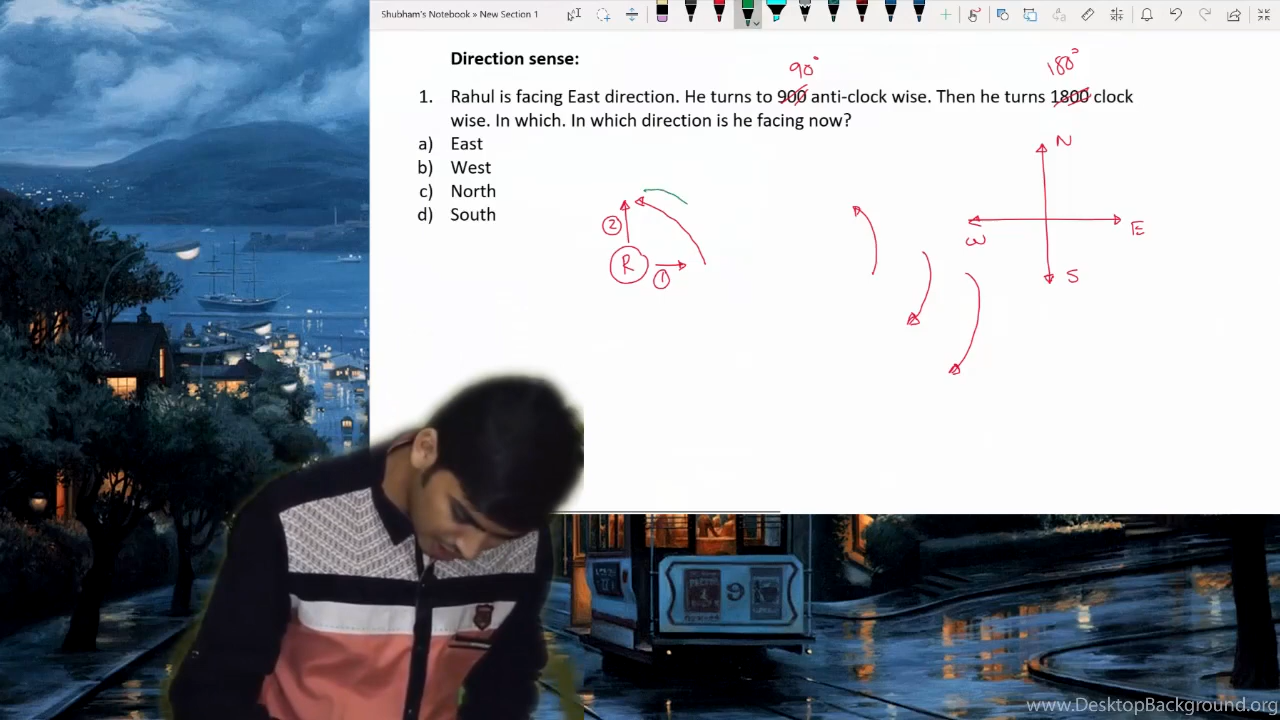 Shubham's Notebook » New Section 1
Direction sense:
90° 180°
1. Rahul is facing East direction. He turns to 900 anti-clock wise. Then he turns 1800 clock
wise. In which. In which direction is he facing now?
a) East
b) West
c) North
d) South
N
W E
S
2
R
1
9
www.DesktopBackground.org